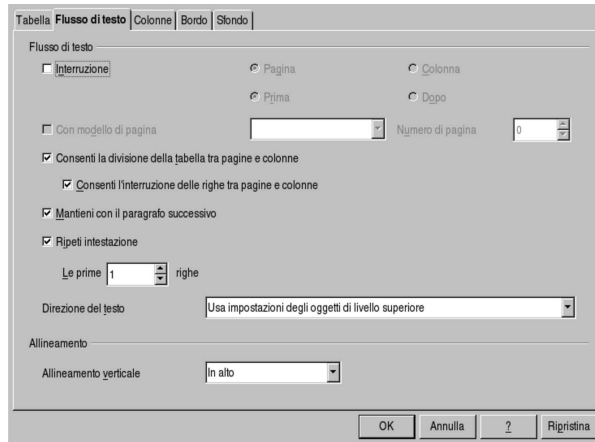 Tabella Flusso di testo Colonne Bordo Sfondo
Flusso di testo
Interruzione Pagina Colonna
Prima Dopo
Con modello di pagina Numero di pagina 0
Consenti la divisione della tabella tra pagine e colonne
Consenti l'interruzione delle righe tra pagine e colonne
Mantieni con il paragrafo successivo
Ripeti intestazione
Le prime 1 righe
Direzione del testo Usa impostazioni degli oggetti di livello superiore
Allineamento
Allineamento verticale In alto
OK Annulla ? Ripristina